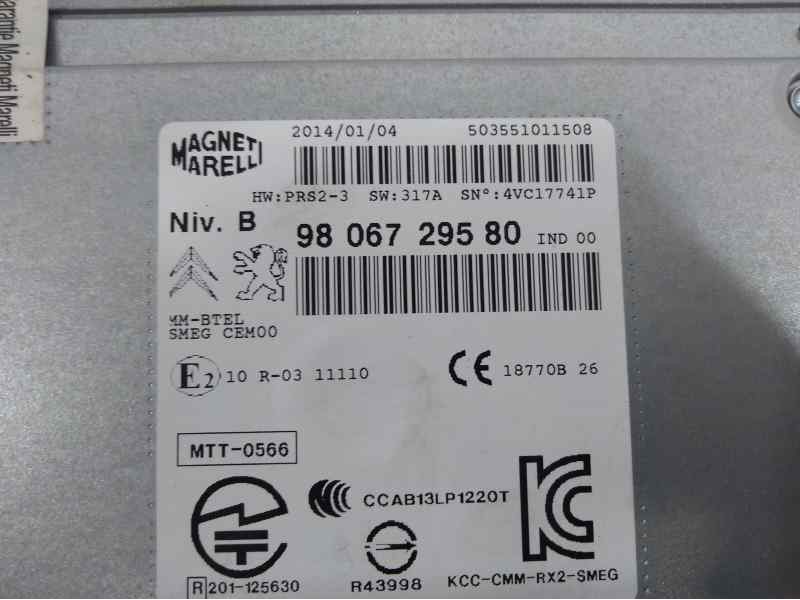 Garantie Magneti Marelli
MAGNETI MARELLI
2014/01/04 503551011508
HW:PRS2-3 SW:317A SN°:4VC17741P
Niv. B
98 067 295 80 IND 00
MM-BTEL
SMEG CEM00
E2 10 R-03 11110
CE 18770B 26
MTT-0566
CCAB13LP1220T
KC
R 201-125630
R43998
KCC-CMM-RX2-SMEG